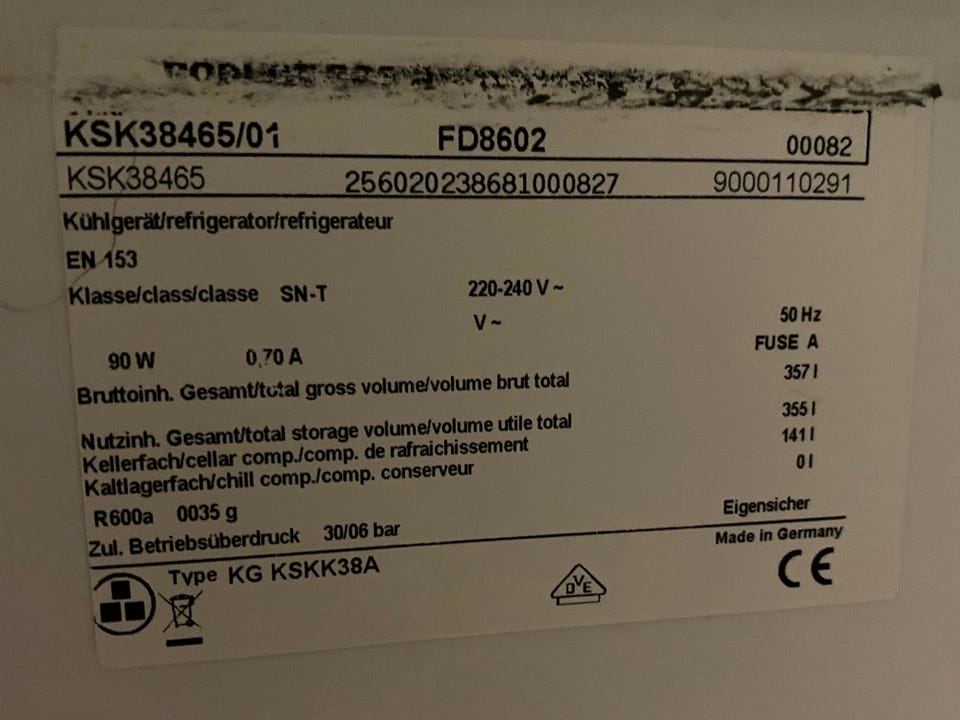 KSK38465/01 FD8602 00082
KSK38465 256020238681000827 9000110291
Kühlgerät/refrigerator/refrigerateur
EN 153
Klasse/class/classe SN-T 220-240 V ~
V ~ 50 Hz
90 W 0,70 A FUSE A
Bruttoinh. Gesamt/total gross volume/volume brut total 357 l
Nutzinh. Gesamt/total storage volume/volume utile total 355 l
Kellerfach/cellar comp./comp. de rafraichissement 141 l
Kaltlagerfach/chill comp./comp. conserveur 0 l
R600a 0035 g Eigensicher
Zul. Betriebsüberdruck 30/06 bar Made in Germany
Type KG KSKK38A CE
DVE